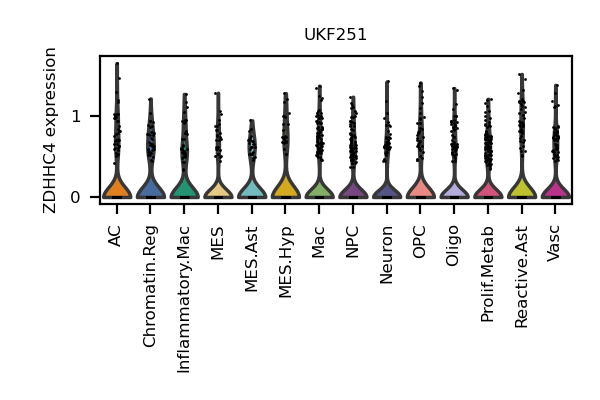 UKF251
ZDHHC4 expression
1
0
AC
Chromatin.Reg
Inflammatory.Mac
MES
MES.Ast
MES.Hyp
Mac
NPC
Neuron
OPC
Oligo
Prolif.Metab
Reactive.Ast
Vasc